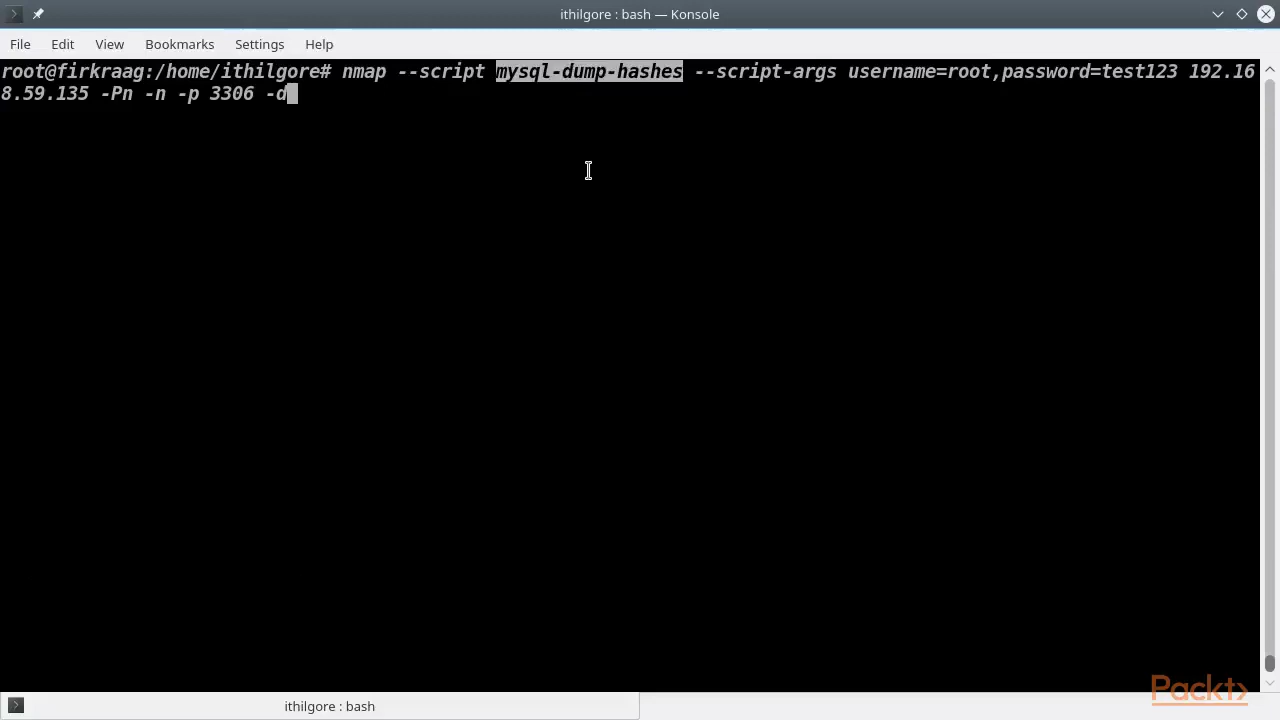 ithilgore : bash — Konsole
File Edit View Bookmarks Settings Help
root@firkraag:/home/ithilgore# nmap --script mysql-dump-hashes --script-args username=root,password=test123 192.16
8.59.135 -Pn -n -p 3306 -d
Packt
ithilgore : bash